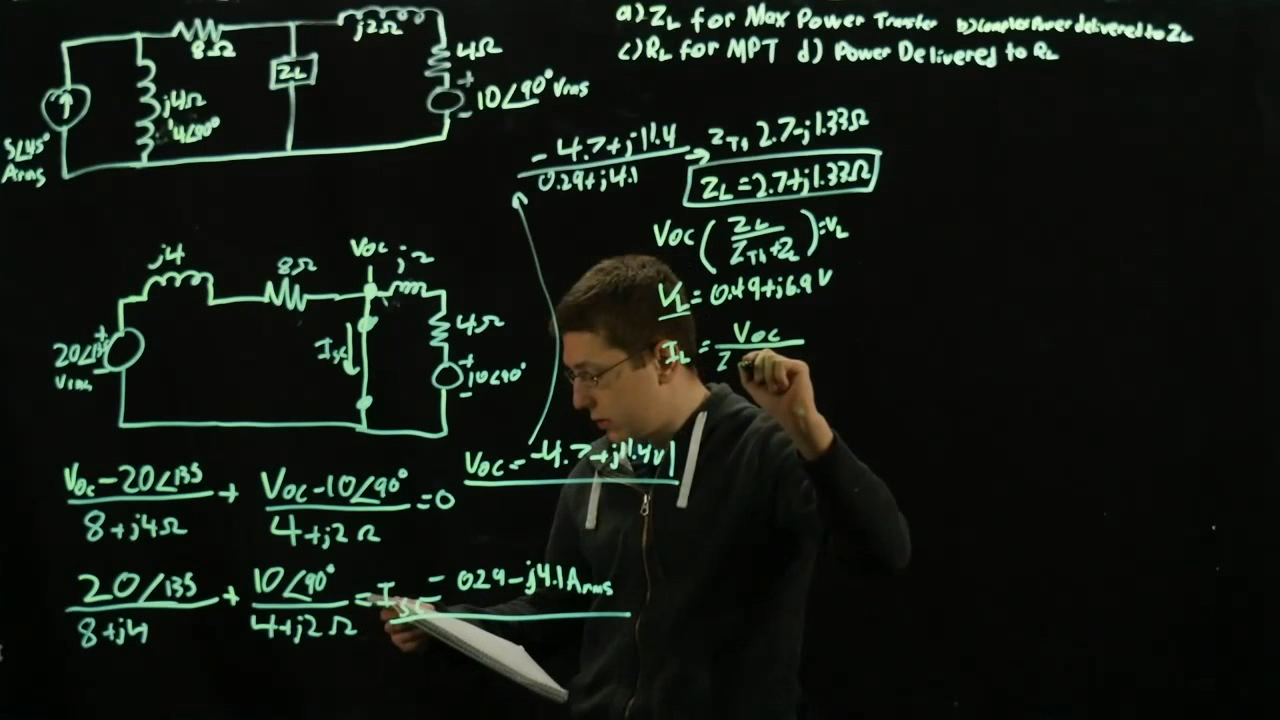 a) ZL for Max Power Transfer b) Complex Power delivered to ZL
c) RL for MPT d) Power Delivered to RL
8Ω
j2Ω
4Ω
ZL
10∠90° Vrms
+
-
j4Ω
4∠90°
5∠45°
Arms
-4.7+j11.4
0.29+j4.1
ZTh 2.7-j1.33Ω
ZL=2.7+j1.33Ω
VOC (ZL / ZTh+ZL) = VL
VL = 0.49+j6.9V
IL = VOC / Z
j4
8Ω
VOC
j2
4Ω
+
10∠90°
-
Isc
20∠135
+
-
Vrms
VOC-20∠135 / 8+j4Ω + VOC-10∠90° / 4+j2Ω =0
VOC=-4.7+j11.4V
20∠135 / 8+j4 + 10∠90° / 4+j2Ω = Isc = 0.29-j4.1Arms